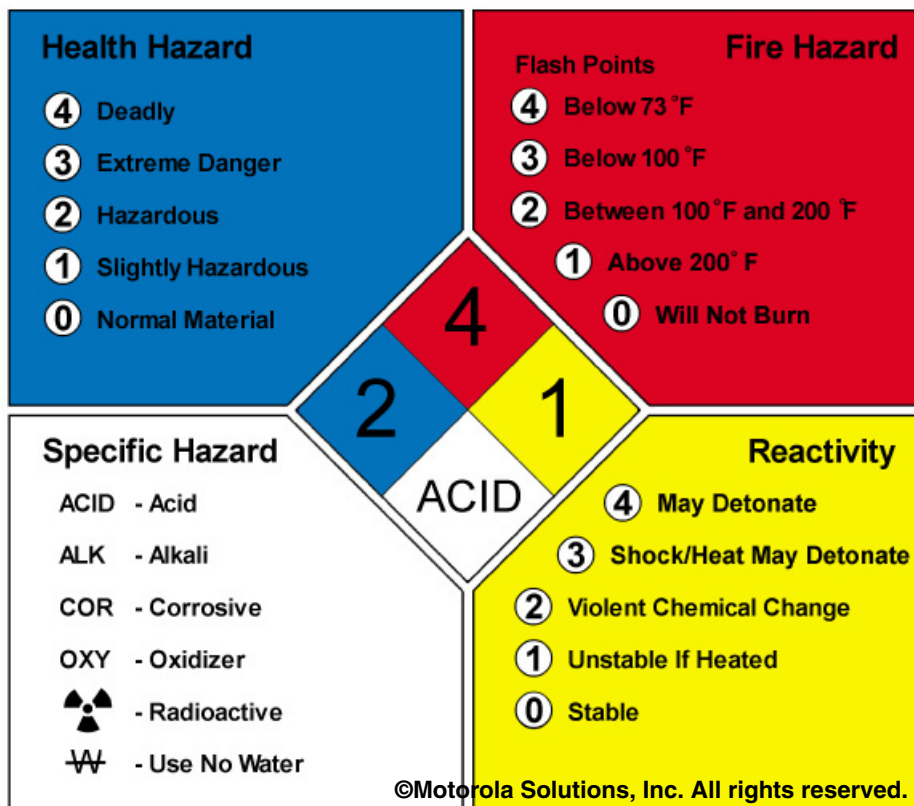 Health Hazard
4 Deadly
3 Extreme Danger
2 Hazardous
1 Slightly Hazardous
0 Normal Material
Fire Hazard
Flash Points
4 Below 73 °F
3 Below 100 °F
2 Between 100 °F and 200 °F
1 Above 200° F
0 Will Not Burn
4
2
1
ACID
Specific Hazard
ACID - Acid
ALK - Alkali
COR - Corrosive
OXY - Oxidizer
- Radioactive
W - Use No Water
Reactivity
4 May Detonate
3 Shock/Heat May Detonate
2 Violent Chemical Change
1 Unstable If Heated
0 Stable
©Motorola Solutions, Inc. All rights reserved.